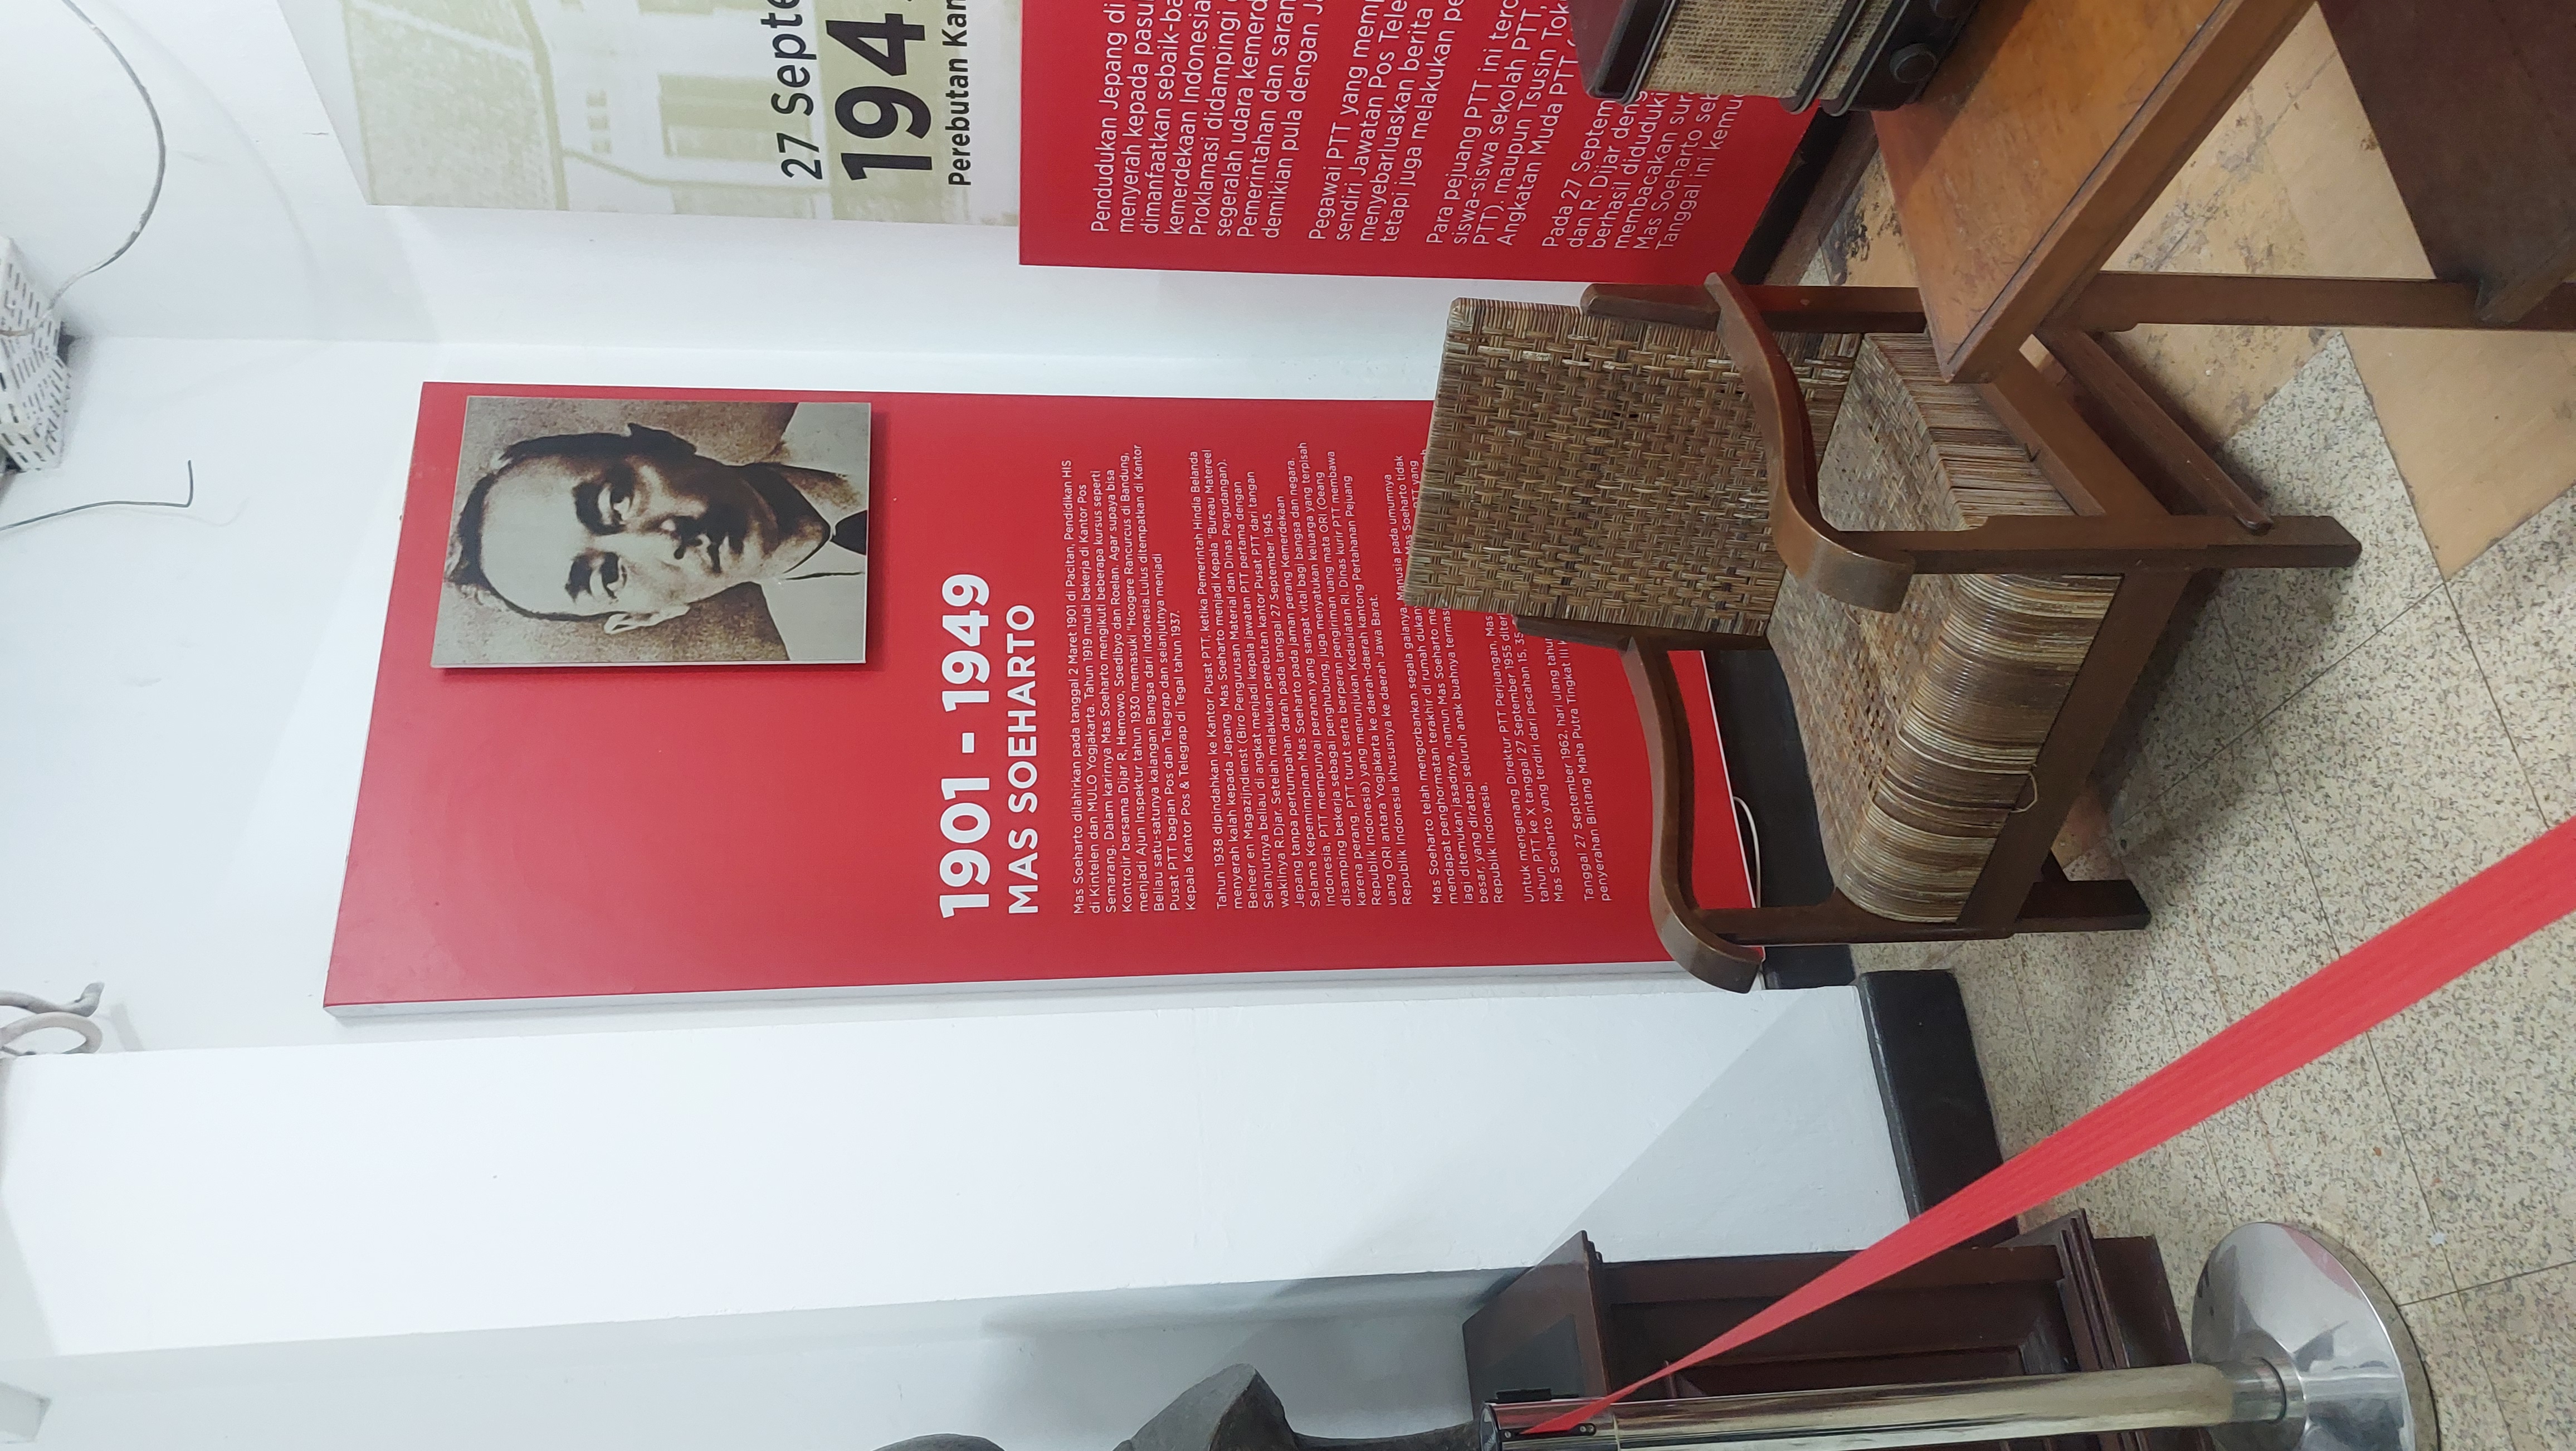 1901 - 1949
MAS SOEHARTO
Mas Soeharto dilahirkan pada tanggal 2 Maret 1901 di Pacitan, Pendidikan HIS
di Kintelen dan MULO Yogjakarta. Tahun 1919 mulai bekerja di Kantor Pos
Semarang. Dalam karirnya Mas Soeharto mengikuti beberapa kursus seperti
Kontrolir bersama Dijar R, Hemowo, Soedibyo dan Roelan. Agar supaya bisa
menjadi Ajun Inspektur tahun 1930 memasuki "Hoogere Rancurcus di Bandung,
Beliau satu-satunya kalangan Bangsa dari Indonesia.Lulus ditempatkan di Kantor
Pusat PTT bagian Pos dan Telegrap dan selanjutnya menjadi
Kepala Kantor Pos & Telegrap di Tegal tahun 1937.
Tahun 1938 dipindahkan ke Kantor Pusat PTT, ketika Pemerintah Hindia Belanda
menyerah kalah kepada Jepang. Mas Soeharto menjadi Kepala "Bureau Matereel
Beheer en Magazijndienst (Biro Pengurusan Material dan Dinas Pergudangan).
Selanjutnya beliau di angkat menjadi kepala jawatan PTT pertama dengan
wakilnya R.Djar. Setelah melakukan perebutan kantor Pusat PTT dari tangan
Jepang tanpa pertumpahan darah pada tanggal 27 September 1945.
Selama Kepemimpinan Mas Soeharto pada jaman perang Kemerdekaan
Indonesia, PTT mempunyai peranan yang sangat vital bagi bangsa dan negara,
disamping bekerja sebagai penghubung, juga menyatukan keluarga yang terpisah
karena perang. PTT turut serta berperan pengiriman uang mata ORI (Oeang
Republik Indonesia) yang menunjukan Kedaulatan RI. Dinas kurir PTT membawa
uang ORI antara Yogjakarta ke daerah-daerah kantong Pertahanan Pejuang
Republik Indonesia khususnya ke daerah Jawa Barat.
Mas Soeharto telah mengorbankan segala galanya. Manusia pada umumnya
mendapat penghormatan terakhir di rumah dukan Mas Soeharto tidak
lagi ditemukan jasadnya, namun Mas Soeharto me PTT yang
besar, yang diratapi seluruh anak buahnya termas
Republik Indonesia.
Untuk mengenang Direktur PTT Perjuangan, Mas
tahun PTT ke X tanggal 27 September 1955 diter
Mas Soeharto yang terdiri dari pecahan 15, 35
Tanggal 27 September 1962, hari ulang tahun
penyerahan Bintang Maha Putra Tingkat III k
27 Septe
194
Perebutan Kan
Pendudukan Jepang di
menyerah kepada pasu
dimanfaatkan sebaik-ba
kemerdekaan Indonesia
Proklamasi didampingi
segeralah udara kemerd
Pemerintahan dan saran
demikian pula dengan J
Pegawai PTT yang mem
sendiri Jawatan Pos Tele
menyebarluaskan berita
tetapi juga melakukan pe
Para pejuang PTT ini terd
siswa-siswa sekolah PTT,
PTT). maupun Tsusin Tok
Angkatan Muda PTT
Pada 27 Septem
dan R. Dijar deng
berhasil diduduki
membacakan sur
Mas Soeharto seb
Tanggal ini kemu